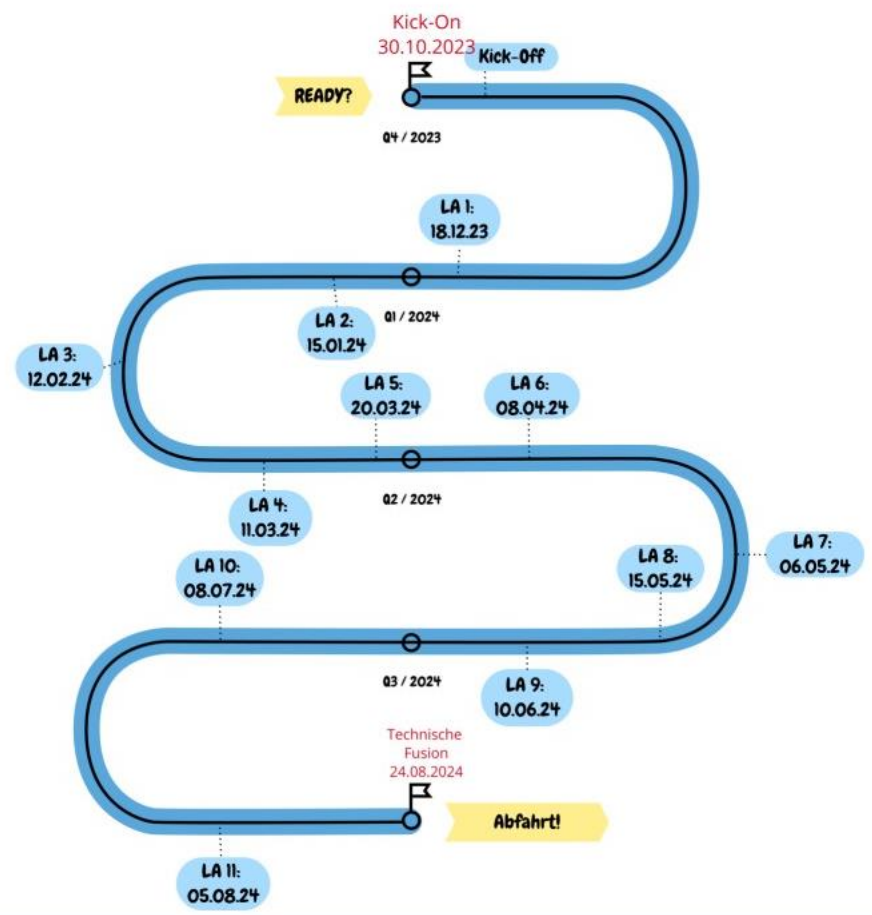 Kick-On
30.10.2023
Kick-Off
READY?
Q4 / 2023
LA 1:
18.12.23
Q1 / 2024
LA 2:
15.01.24
LA 3:
12.02.24
LA 5:
20.03.24
LA 6:
08.04.24
Q2 / 2024
LA 4:
11.03.24
LA 7:
06.05.24
LA 8:
15.05.24
LA 10:
08.07.24
Q3 / 2024
LA 9:
10.06.24
Technische
Fusion
24.08.2024
Abfahrt!
LA 11:
05.08.24